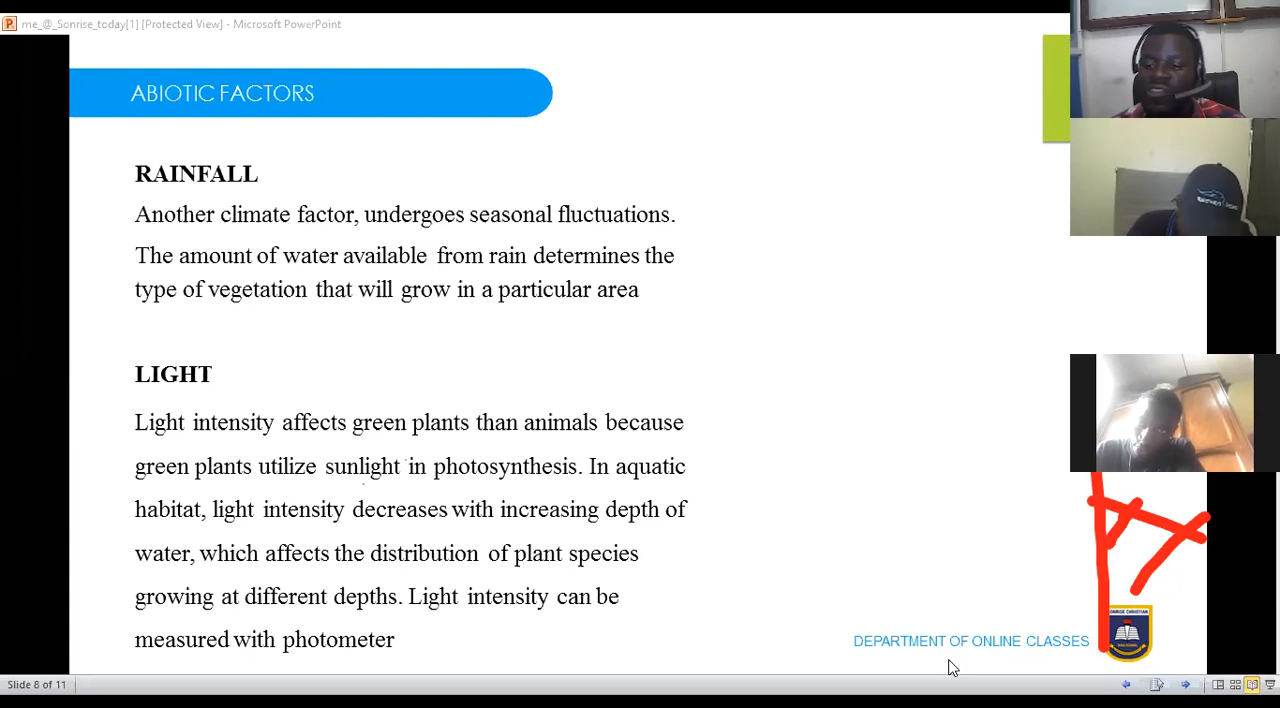 me_@_Sonrise_today[1] [Protected View] - Microsoft PowerPoint
ABIOTIC FACTORS
RAINFALL
Another climate factor, undergoes seasonal fluctuations.
The amount of water available from rain determines the
type of vegetation that will grow in a particular area
LIGHT
Light intensity affects green plants than animals because
green plants utilize sunlight in photosynthesis. In aquatic
habitat, light intensity decreases with increasing depth of
water, which affects the distribution of plant species
growing at different depths. Light intensity can be
measured with photometer
DEPARTMENT OF ONLINE CLASSES
Slide 8 of 11